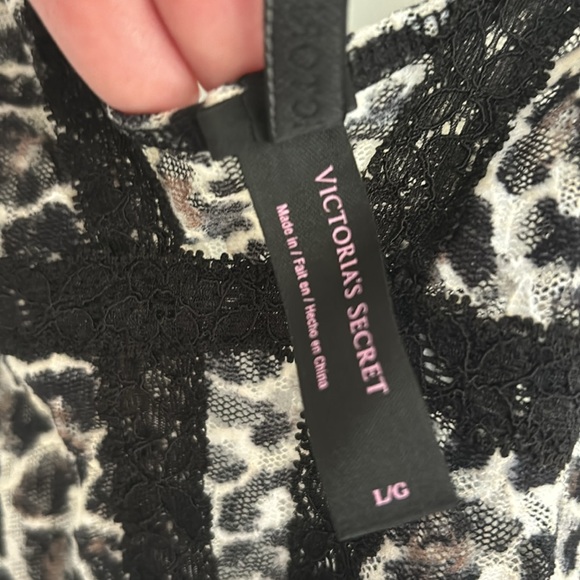 VICTORIA'S SECRET
Made in / Fait en / Hecho en China
L/G